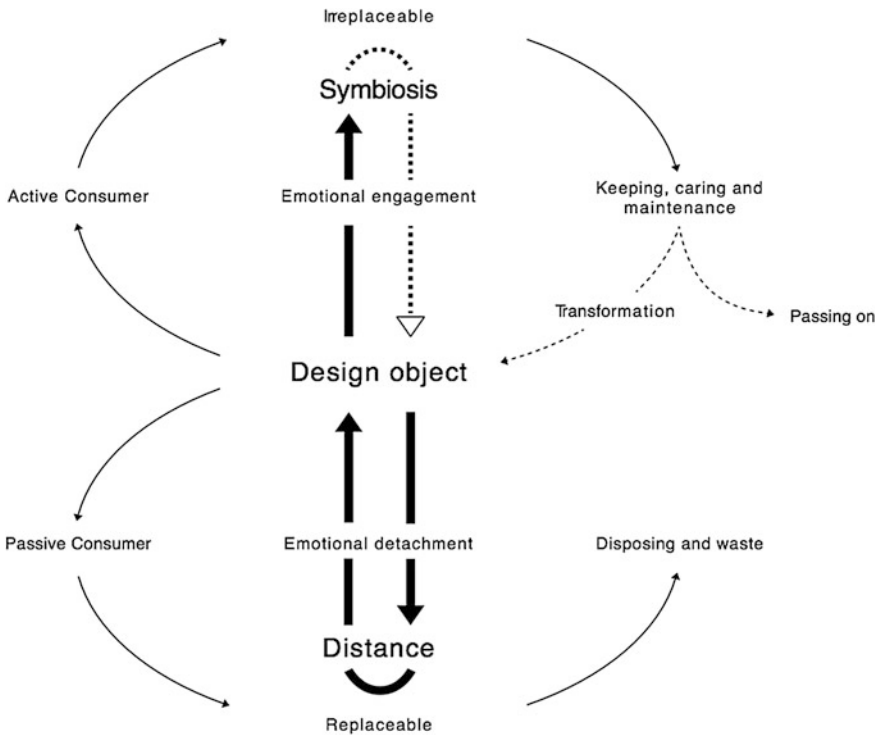 Irreplaceable
Symbiosis
Active Consumer
Emotional engagement
Keeping, caring and
maintenance
Transformation
Passing on
Design object
Passive Consumer
Emotional detachment
Disposing and waste
Distance
Replaceable